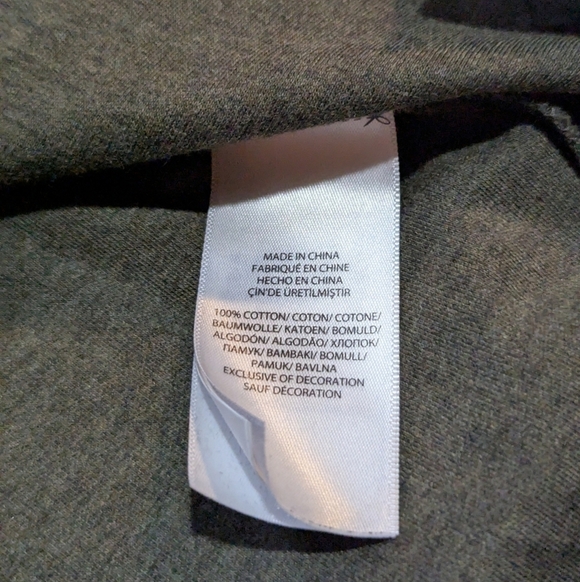 MADE IN CHINA
FABRIQUÉ EN CHINE
HECHO EN CHINA
ÇİN'DE ÜRETİLMİŞTİR
100% COTTON/ COTON/ COTONE/
BAUMWOLLE/ KATOEN/ BOMULD/
ALGODÓN/ ALGODÃO/ ХЛОПОК/
ПАМУК/ BAMBAKI/ BOMULL/
PAMUK/ BAVLNA
EXCLUSIVE OF DECORATION
SAUF DÉCORATION